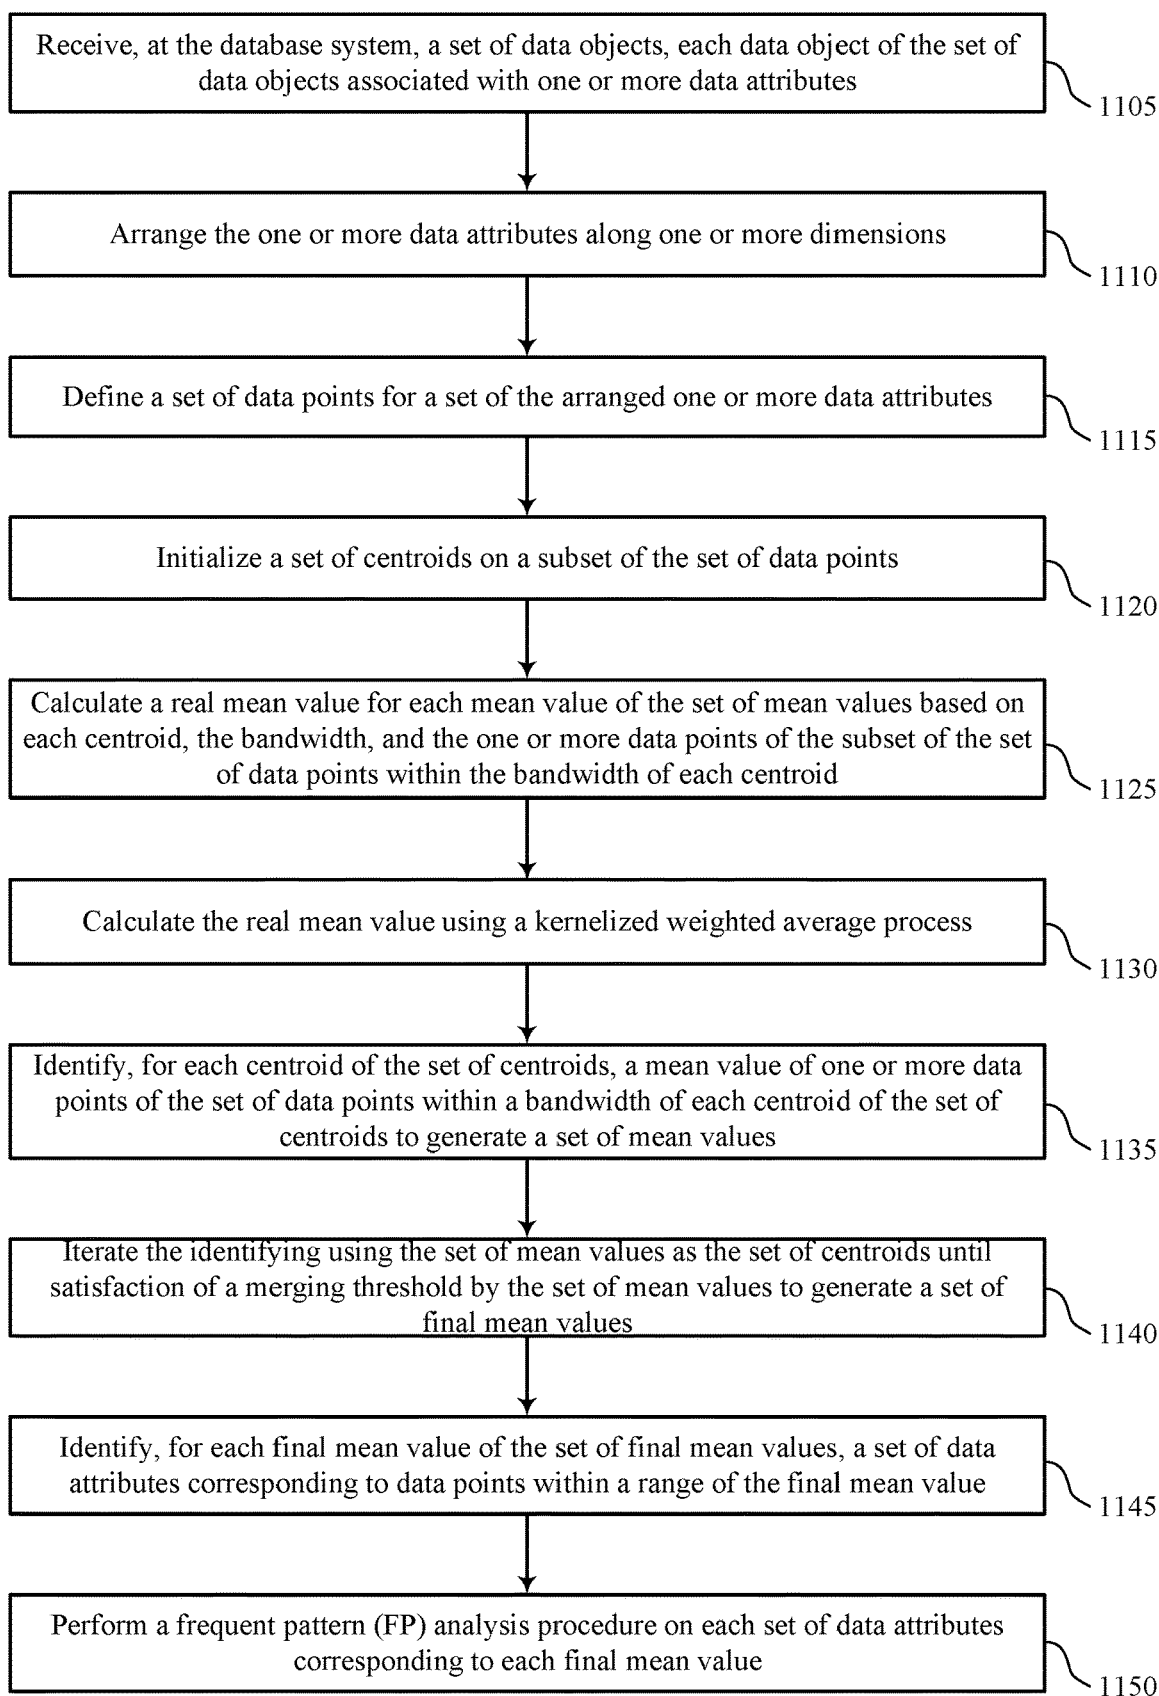 Receive, at the database system, a set of data objects, each data object of the set of
data objects associated with one or more data attributes
1105
Arrange the one or more data attributes along one or more dimensions
1110
Define a set of data points for a set of the arranged one or more data attributes
1115
Initialize a set of centroids on a subset of the set of data points
1120
Calculate a real mean value for each mean value of the set of mean values based on
each centroid, the bandwidth, and the one or more data points of the subset of the set
of data points within the bandwidth of each centroid
1125
Calculate the real mean value using a kernelized weighted average process
1130
Identify, for each centroid of the set of centroids, a mean value of one or more data
points of the set of data points within a bandwidth of each centroid of the set of
centroids to generate a set of mean values
1135
Iterate the identifying using the set of mean values as the set of centroids until
satisfaction of a merging threshold by the set of mean values to generate a set of
final mean values
1140
Identify, for each final mean value of the set of final mean values, a set of data
attributes corresponding to data points within a range of the final mean value
1145
Perform a frequent pattern (FP) analysis procedure on each set of data attributes
corresponding to each final mean value
1150